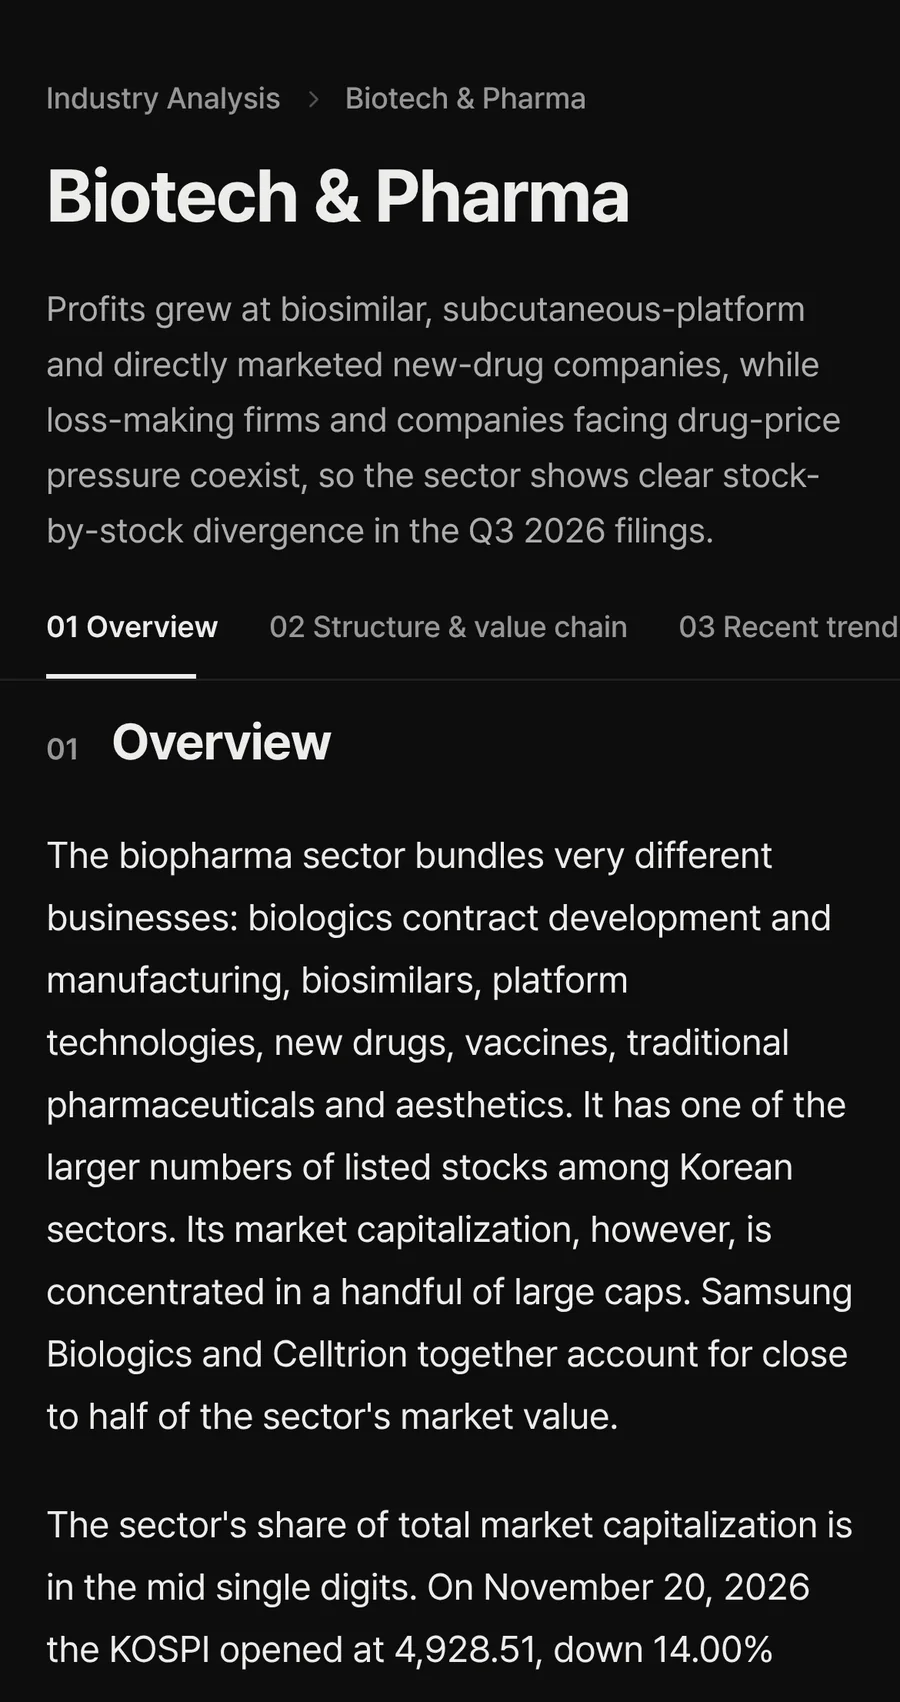 Industry Analysis > Biotech & Pharma
Biotech & Pharma
Profits grew at biosimilar, subcutaneous-platform
and directly marketed new-drug companies, while
loss-making firms and companies facing drug-price
pressure coexist, so the sector shows clear stock-
by-stock divergence in the Q3 2026 filings.
01 Overview 02 Structure & value chain 03 Recent trend
01 Overview
The biopharma sector bundles very different
businesses: biologics contract development and
manufacturing, biosimilars, platform
technologies, new drugs, vaccines, traditional
pharmaceuticals and aesthetics. It has one of the
larger numbers of listed stocks among Korean
sectors. Its market capitalization, however, is
concentrated in a handful of large caps. Samsung
Biologics and Celltrion together account for close
to half of the sector's market value.
The sector's share of total market capitalization is
in the mid single digits. On November 20, 2026
the KOSPI opened at 4,928.51, down 14.00%